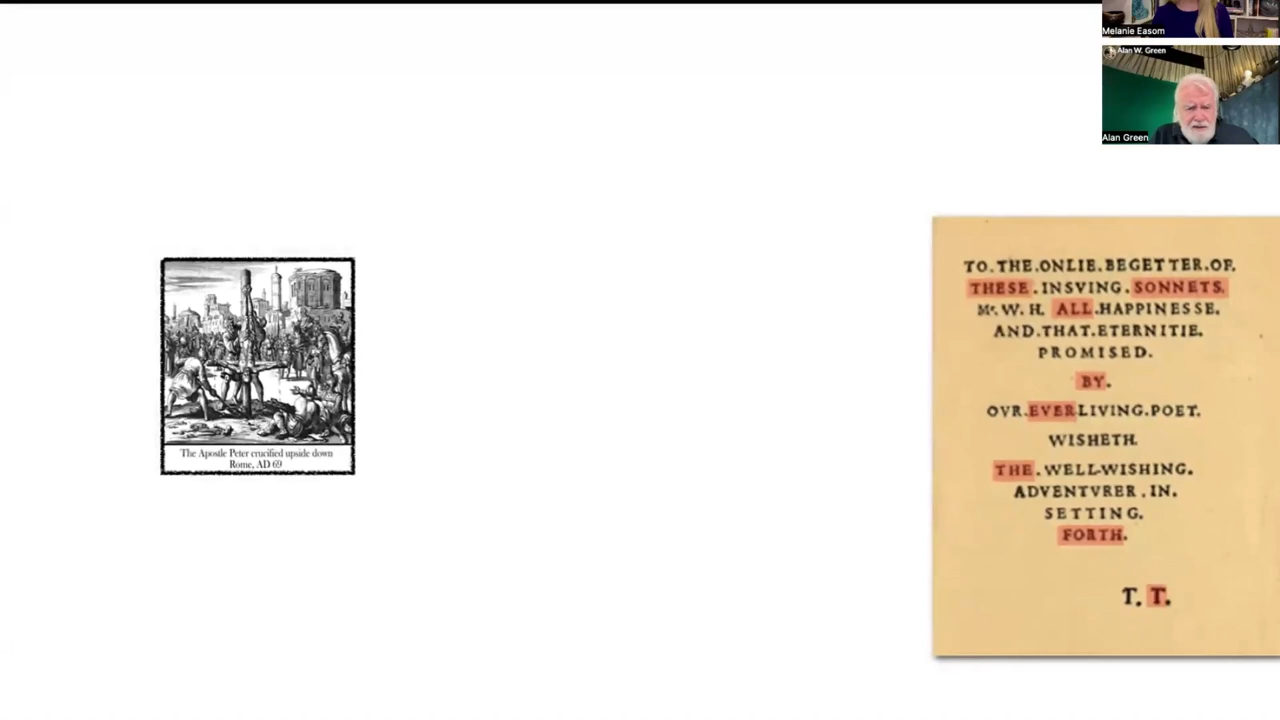 Melanie Easom
Alan W. Green
Alan Green
The Apostle Peter crucified upside down
Rome, AD 69
TO.THE.ONLIE.BEGETTER.OF.
THESE.INSVING.SONNETS.
Mr.W.H. ALL.HAPPINESSE.
AND.THAT.ETERNITIE.
PROMISED.
BY.
OVR.EVER-LIVING.POET.
WISHETH.
THE.WELL-WISHING.
ADVENTVRER.IN.
SETTING.
FORTH.
T. T.